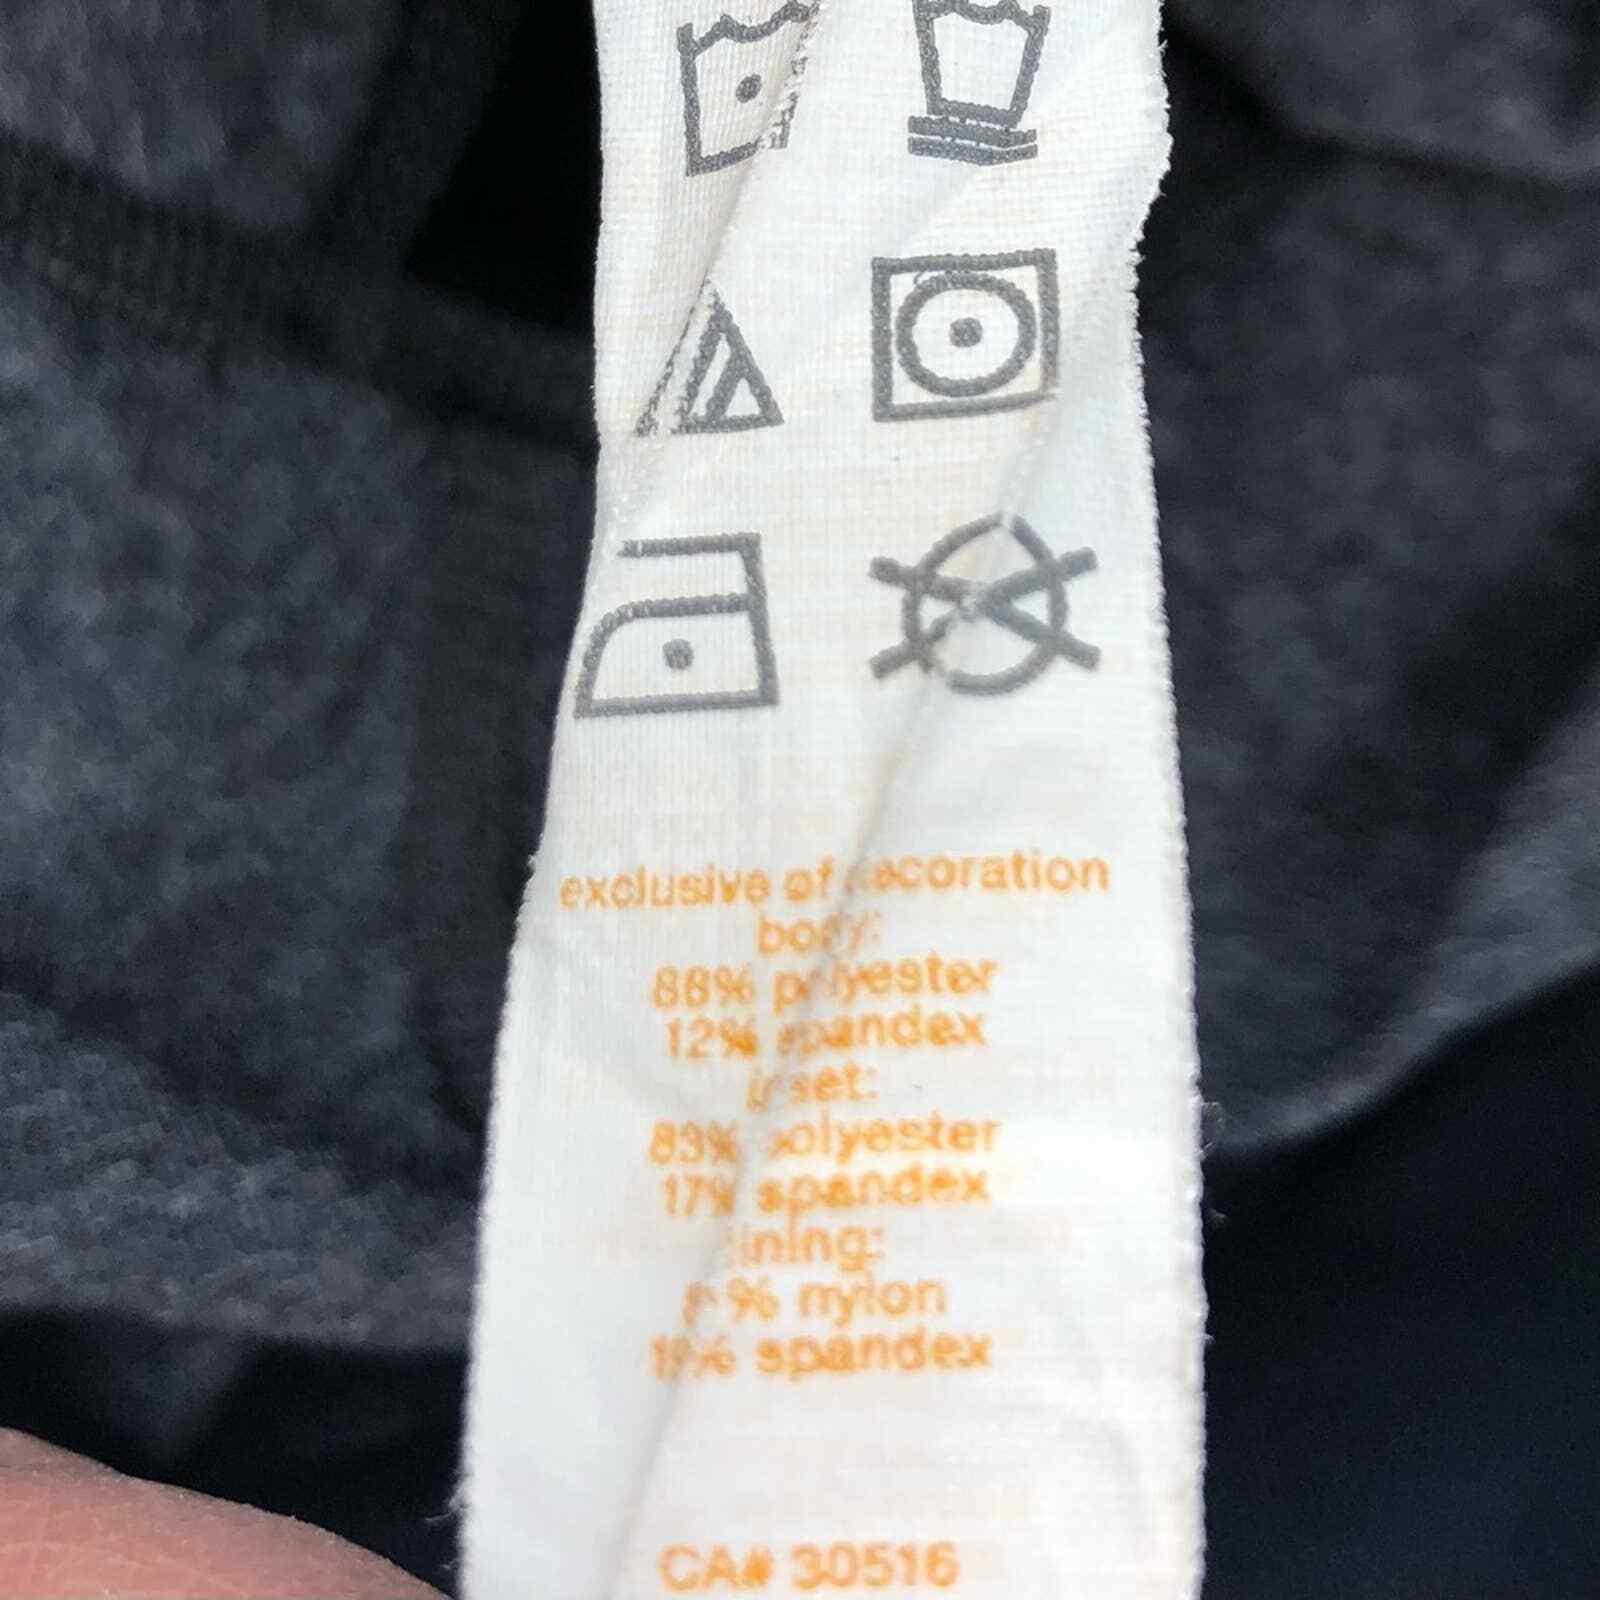 exclusive of decoration
body:
88% polyester
12% spandex
inset:
83% polyester
17% spandex
lining:
% nylon
spandex
CA# 30516